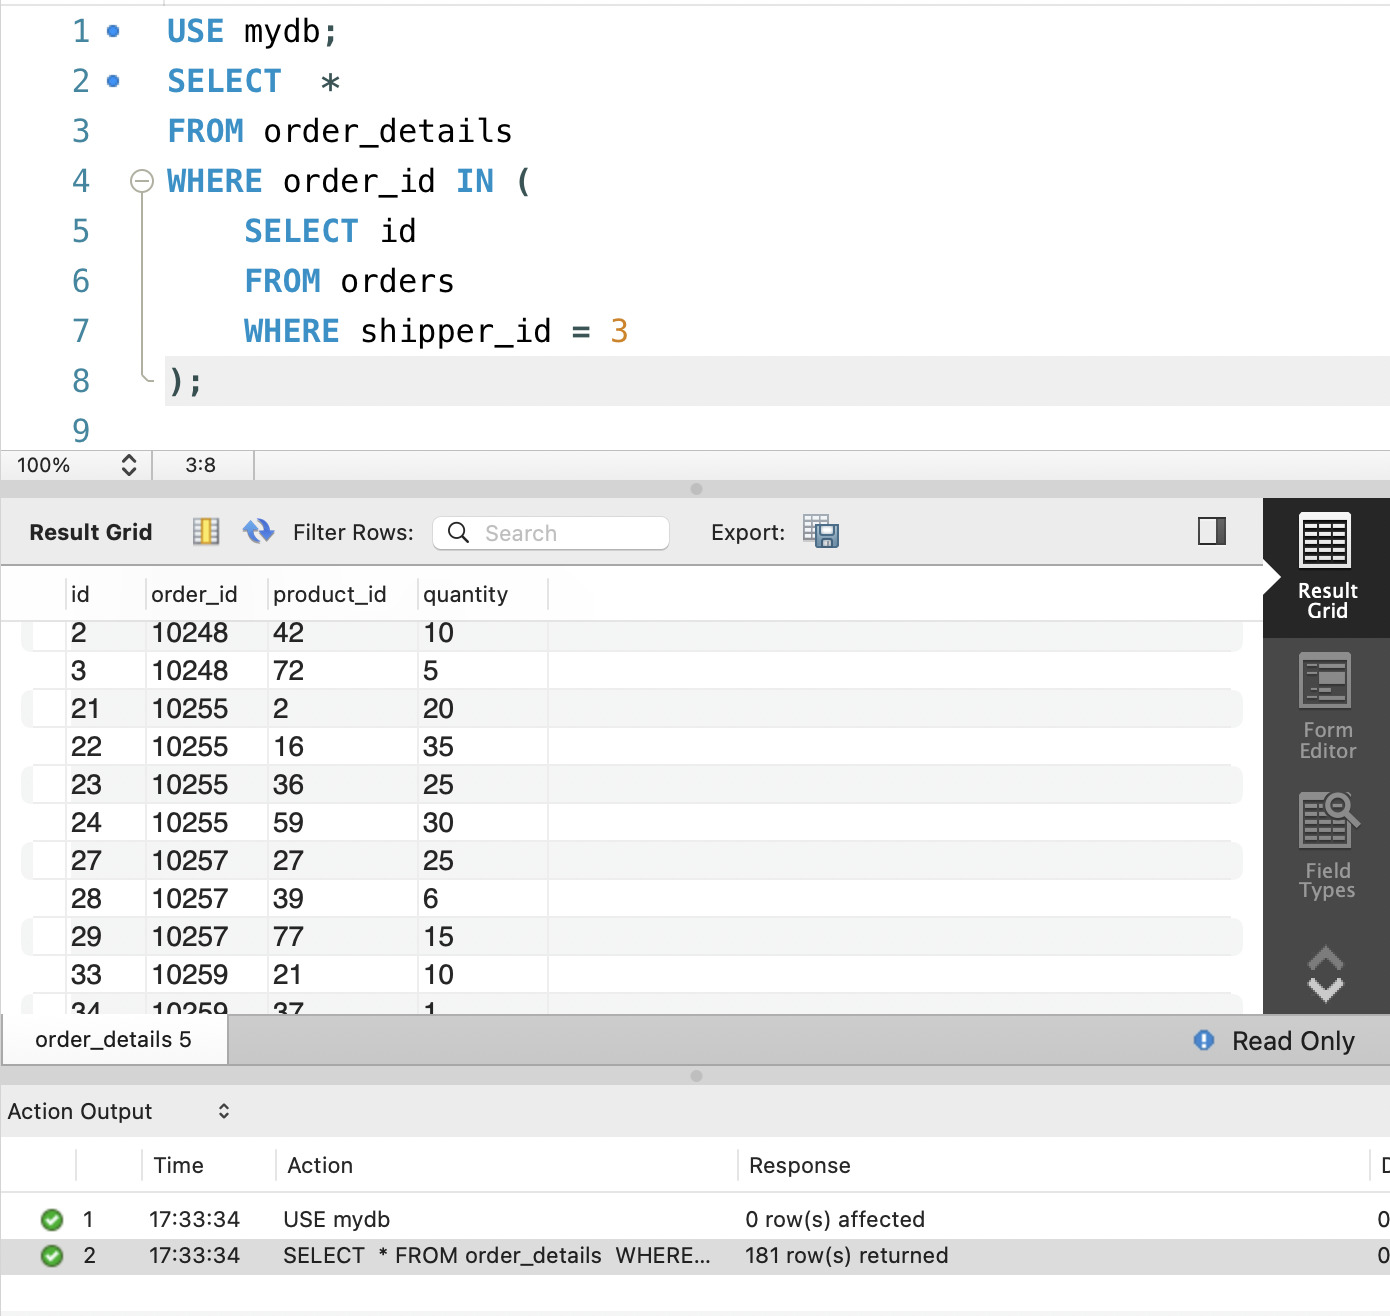 1 USE mydb;
2 SELECT  *
3 FROM order_details
4 WHERE order_id IN (
5     SELECT id
6     FROM orders
7     WHERE shipper_id = 3
8 );
9
100% 3:8
Result Grid Filter Rows: Search Export:
Result
Grid
id order_id product_id quantity
2 10248 42 10
3 10248 72 5
21 10255 2 20
22 10255 16 35
23 10255 36 25
24 10255 59 30
27 10257 27 25
28 10257 39 6
29 10257 77 15
33 10259 21 10
34 10259 37 1
Form
Editor
Field
Types
order_details 5 Read Only
Action Output
Time Action Response
1 17:33:34 USE mydb 0 row(s) affected 0
2 17:33:34 SELECT  * FROM order_details  WHERE... 181 row(s) returned 0